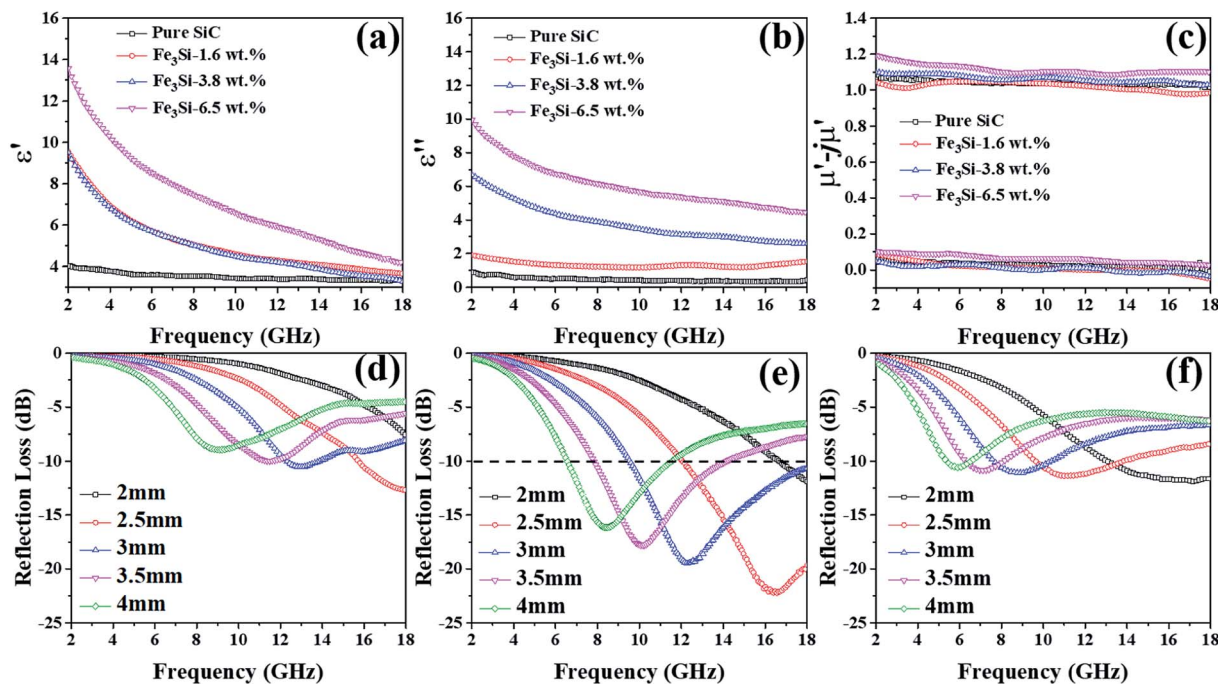 (a)
16
14
12
10
8
6
4
ε'
Pure SiC
Fe₃Si-1.6 wt.%
Fe₃Si-3.8 wt.%
Fe₃Si-6.5 wt.%
2 4 6 8 10 12 14 16 18
Frequency (GHz)
(b)
16
14
12
10
8
6
4
2
0
ε''
Pure SiC
Fe₃Si-1.6 wt.%
Fe₃Si-3.8 wt.%
Fe₃Si-6.5 wt.%
2 4 6 8 10 12 14 16 18
Frequency (GHz)
(c)
1.4
1.2
1.0
0.8
0.6
0.4
0.2
0.0
μ'-jμ'
Pure SiC
Fe₃Si-1.6 wt.%
Fe₃Si-3.8 wt.%
Fe₃Si-6.5 wt.%
2 4 6 8 10 12 14 16 18
Frequency (GHz)
(d)
0
-5
-10
-15
-20
-25
Reflection Loss (dB)
2mm
2.5mm
3mm
3.5mm
4mm
2 4 6 8 10 12 14 16 18
Frequency (GHz)
(e)
0
-5
-10
-15
-20
-25
Reflection Loss (dB)
2mm
2.5mm
3mm
3.5mm
4mm
2 4 6 8 10 12 14 16 18
Frequency (GHz)
(f)
0
-5
-10
-15
-20
-25
Reflection Loss (dB)
2mm
2.5mm
3mm
3.5mm
4mm
2 4 6 8 10 12 14 16 18
Frequency (GHz)